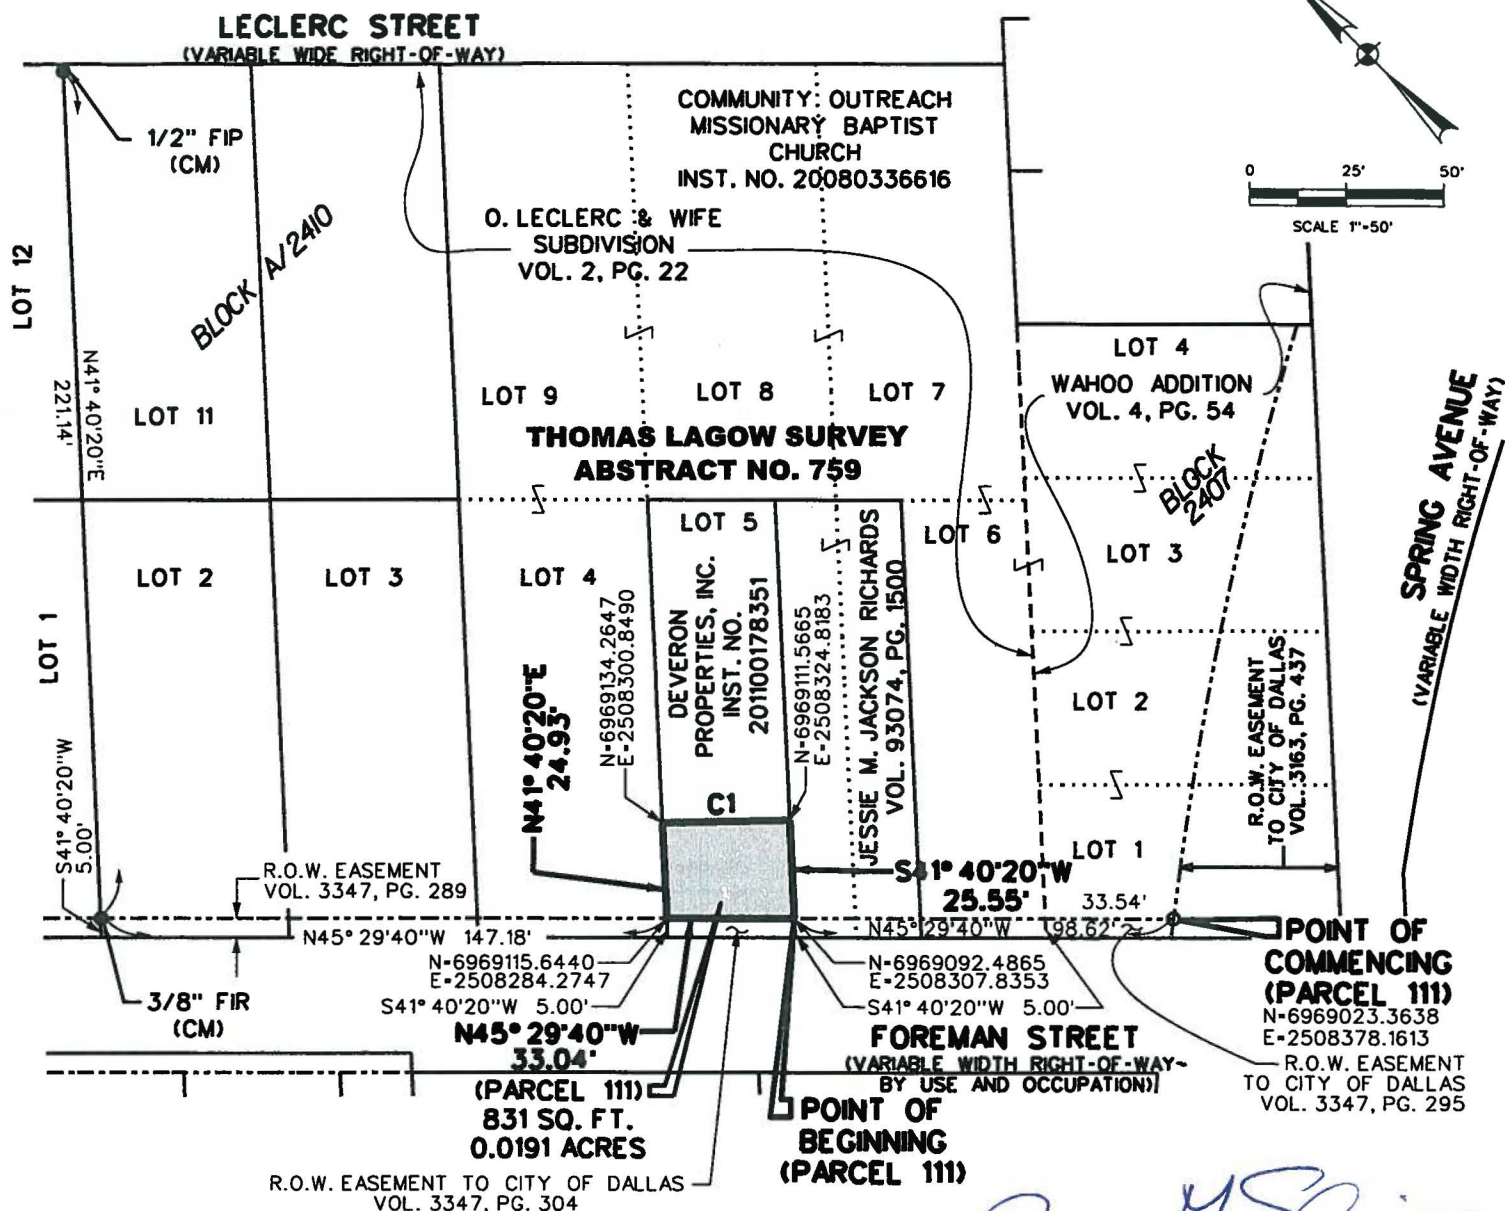 LECLERC STREET
(VARIABLE WIDE RIGHT-OF-WAY)
COMMUNITY OUTREACH
MISSIONARY BAPTIST
CHURCH
INST. NO. 20080336616
1/2" FIP
(CM)
0 25' 50'
SCALE 1"=50'
O. LECLERC & WIFE
SUBDIVISION
VOL. 2, PG. 22
BLOCK A/2410
LOT 12
N41°40'20"E
221.14'
LOT 11
LOT 9
LOT 8
LOT 7
LOT 4
WAHOO ADDITION
VOL. 4, PG. 54
THOMAS LAGOW SURVEY
ABSTRACT NO. 759
BLOCK
2407
SPRING AVENUE
(VARIABLE WIDTH RIGHT-OF-WAY)
LOT 1
LOT 2
LOT 3
LOT 4
LOT 5
DEVERON
PROPERTIES, INC.
INST. NO.
201100178351
LOT 6
LOT 3
LOT 2
LOT 1
N=6969134.2647
E=2508300.8490
N=6969111.5665
E=2508324.8183
JESSIE M. JACKSON RICHARDS
VOL. 93074, PG. 1500
R.O.W. EASEMENT
TO CITY OF DALLAS
VOL. 3163, PG. 437
N41°40'20"E
24.93'
C1
S41°40'20"W
5.00'
R.O.W. EASEMENT
VOL. 3347, PG. 289
S41°40'20"W
25.55'
33.54'
N45°29'40"W 147.18'
N45°29'40"W 98.62'
POINT OF
COMMENCING
(PARCEL 111)
N=6969023.3638
E=2508378.1613
N=6969115.6440
E=2508284.2747
S41°40'20"W 5.00'
N=6969092.4865
E=2508307.8353
S41°40'20"W 5.00'
3/8" FIR
(CM)
N45°29'40"W
33.04'
(PARCEL 111)
831 SQ. FT.
0.0191 ACRES
FOREMAN STREET
(VARIABLE WIDTH RIGHT-OF-WAY-
BY USE AND OCCUPATION)
R.O.W. EASEMENT
TO CITY OF DALLAS
VOL. 3347, PG. 295
POINT OF
BEGINNING
(PARCEL 111)
R.O.W. EASEMENT TO CITY OF DALLAS
VOL. 3347, PG. 304